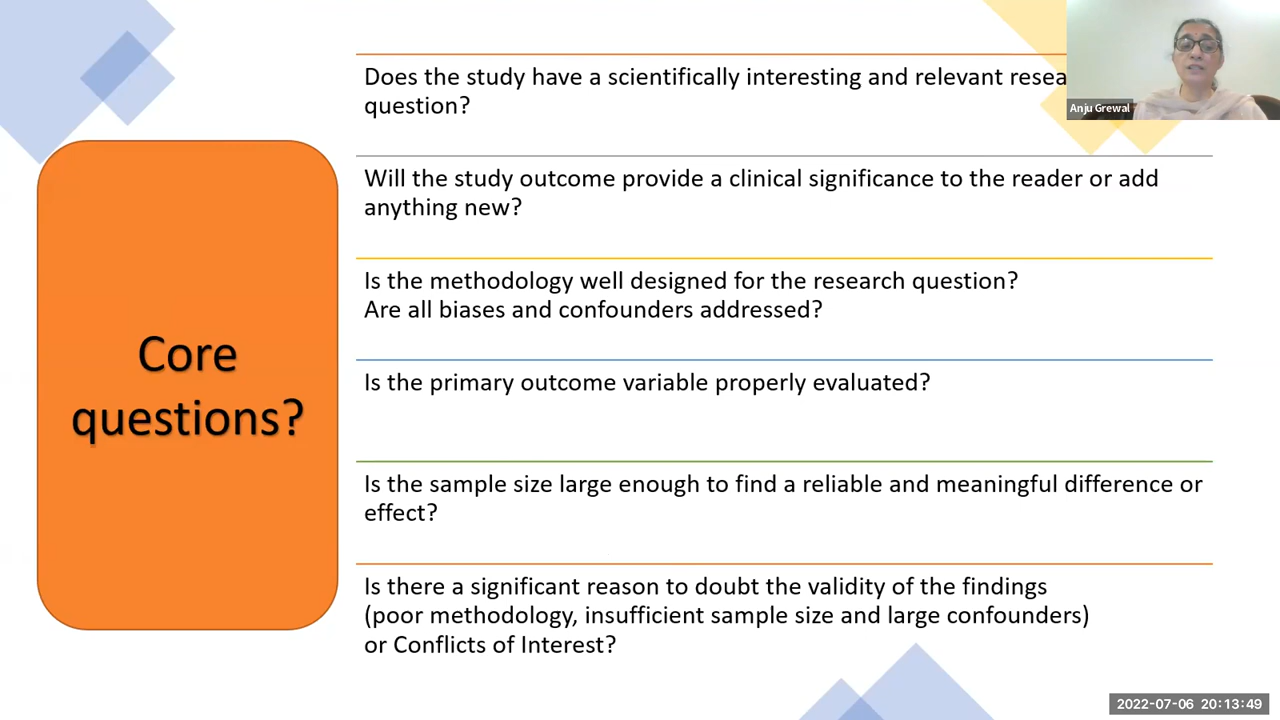 Does the study have a scientifically interesting and relevant
question?
Anju Grewal
Will the study outcome provide a clinical significance to the reader or add
anything new?
Is the methodology well designed for the research question?
Are all biases and confounders addressed?
Core
questions?
Is the primary outcome variable properly evaluated?
Is the sample size large enough to find a reliable and meaningful difference or
effect?
Is there a significant reason to doubt the validity of the findings
(poor methodology, insufficient sample size and large confounders)
or Conflicts of Interest?
2022-07-06 20:13:49